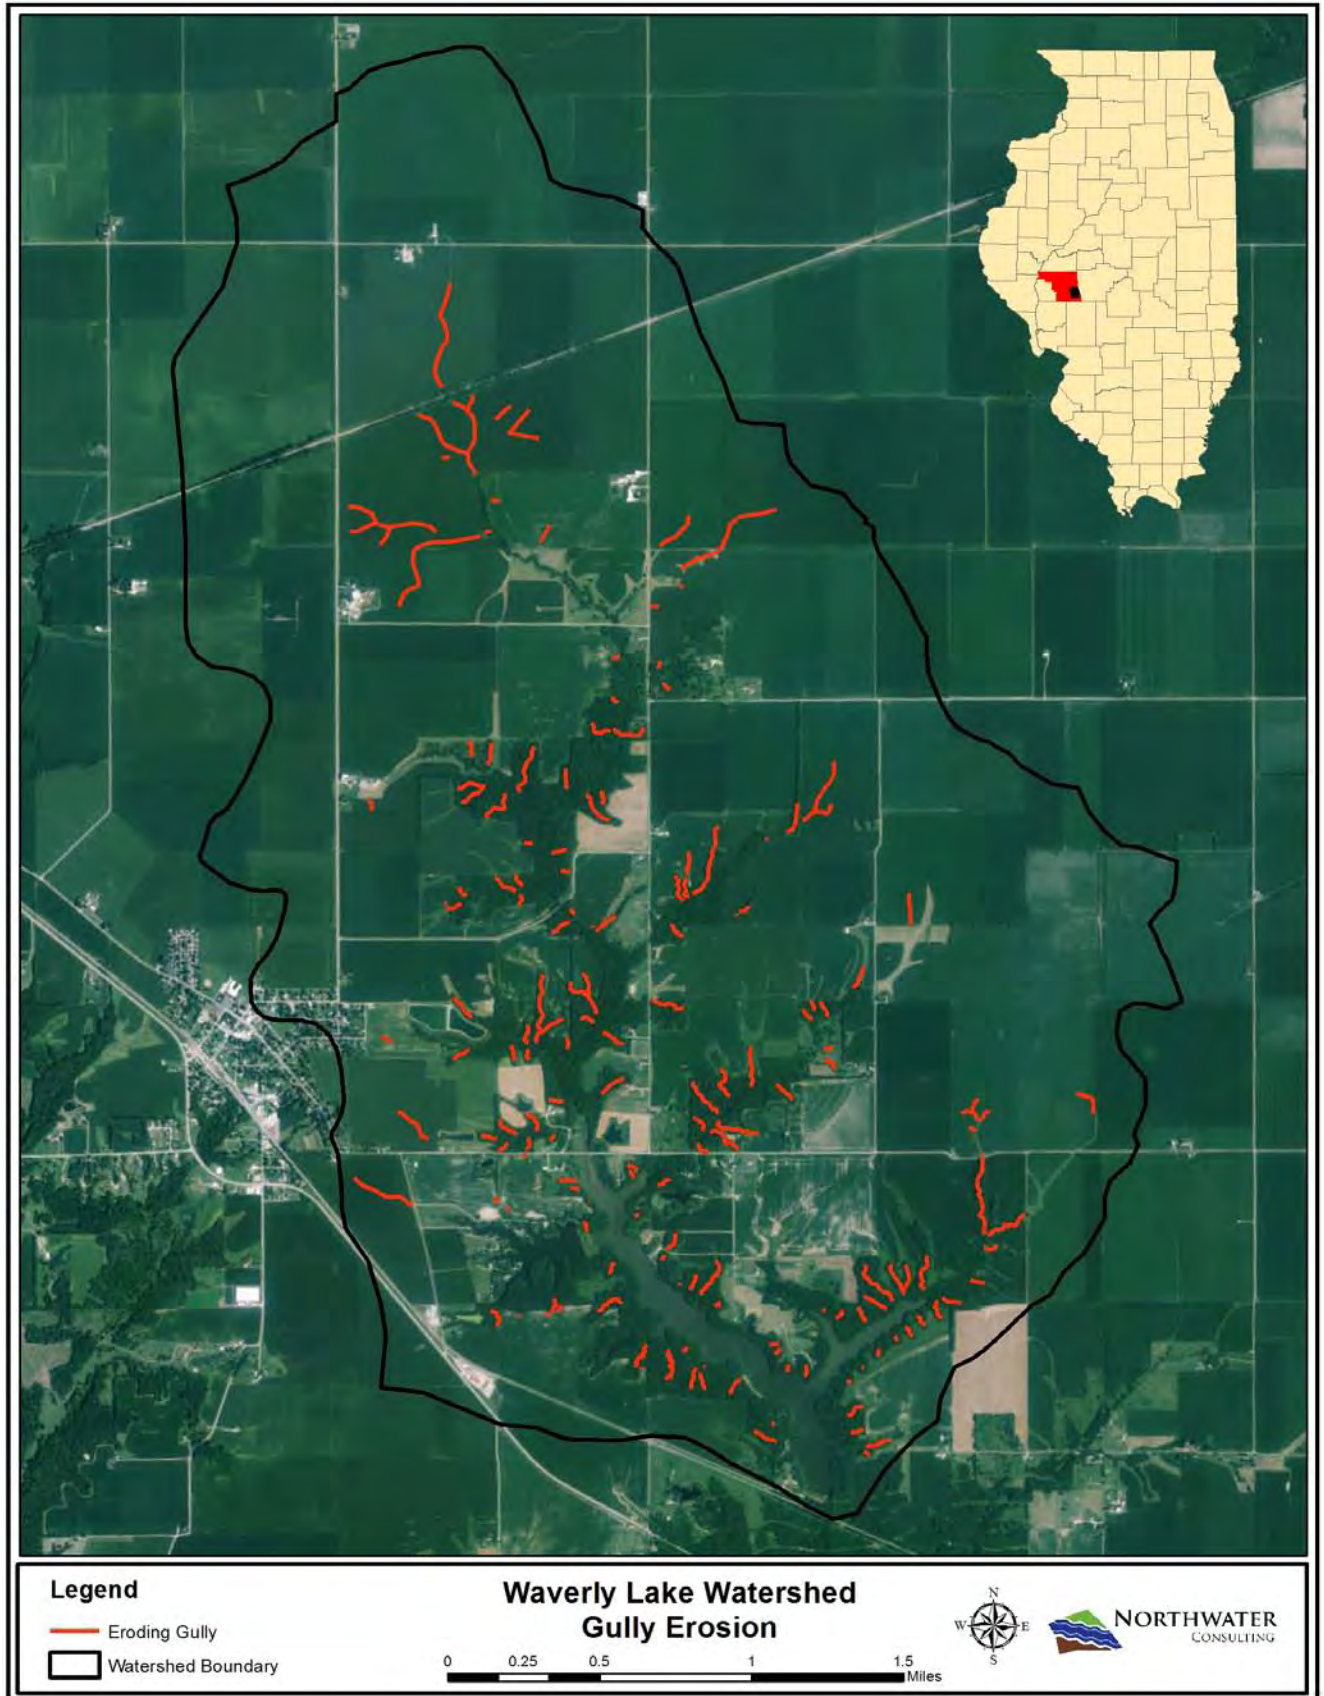 Legend
Eroding Gully
Watershed Boundary
Waverly Lake Watershed
Gully Erosion
0 0.25 0.5 1 1.5
Miles
N
W E
S
NORTHWATER
CONSULTING